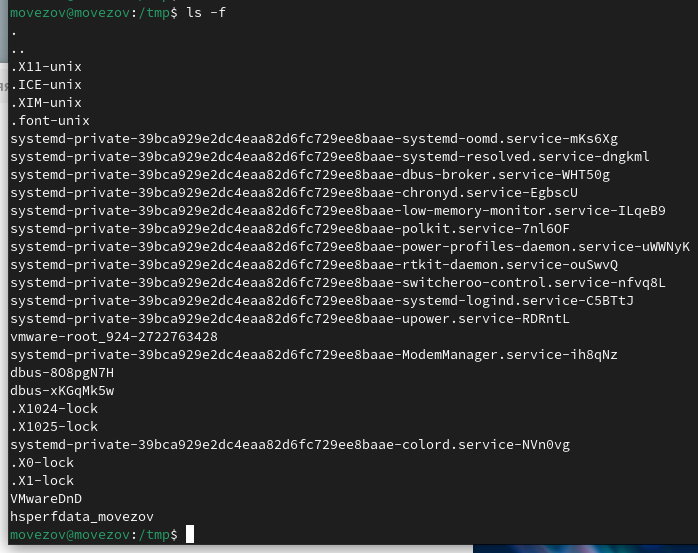 movezov@movezov:/tmp$ ls -f
.
..
.X11-unix
.ICE-unix
.XIM-unix
.font-unix
systemd-private-39bca929e2dc4eaa82d6fc729ee8baae-systemd-oomd.service-mKs6Xg
systemd-private-39bca929e2dc4eaa82d6fc729ee8baae-systemd-resolved.service-dngkml
systemd-private-39bca929e2dc4eaa82d6fc729ee8baae-dbus-broker.service-WHT50g
systemd-private-39bca929e2dc4eaa82d6fc729ee8baae-chronyd.service-EgbscU
systemd-private-39bca929e2dc4eaa82d6fc729ee8baae-low-memory-monitor.service-ILqeB9
systemd-private-39bca929e2dc4eaa82d6fc729ee8baae-polkit.service-7nl6OF
systemd-private-39bca929e2dc4eaa82d6fc729ee8baae-power-profiles-daemon.service-uWWNyK
systemd-private-39bca929e2dc4eaa82d6fc729ee8baae-rtkit-daemon.service-ouSwvQ
systemd-private-39bca929e2dc4eaa82d6fc729ee8baae-switcheroo-control.service-nfvq8L
systemd-private-39bca929e2dc4eaa82d6fc729ee8baae-systemd-logind.service-C5BTtJ
systemd-private-39bca929e2dc4eaa82d6fc729ee8baae-upower.service-RDRntL
vmware-root_924-2722763428
systemd-private-39bca929e2dc4eaa82d6fc729ee8baae-ModemManager.service-ih8qNz
dbus-8O8pgN7H
dbus-xKGqMk5w
.X1024-lock
.X1025-lock
systemd-private-39bca929e2dc4eaa82d6fc729ee8baae-colord.service-NVn0vg
.X0-lock
.X1-lock
VMwareDnD
hsperfdata_movezov
movezov@movezov:/tmp$